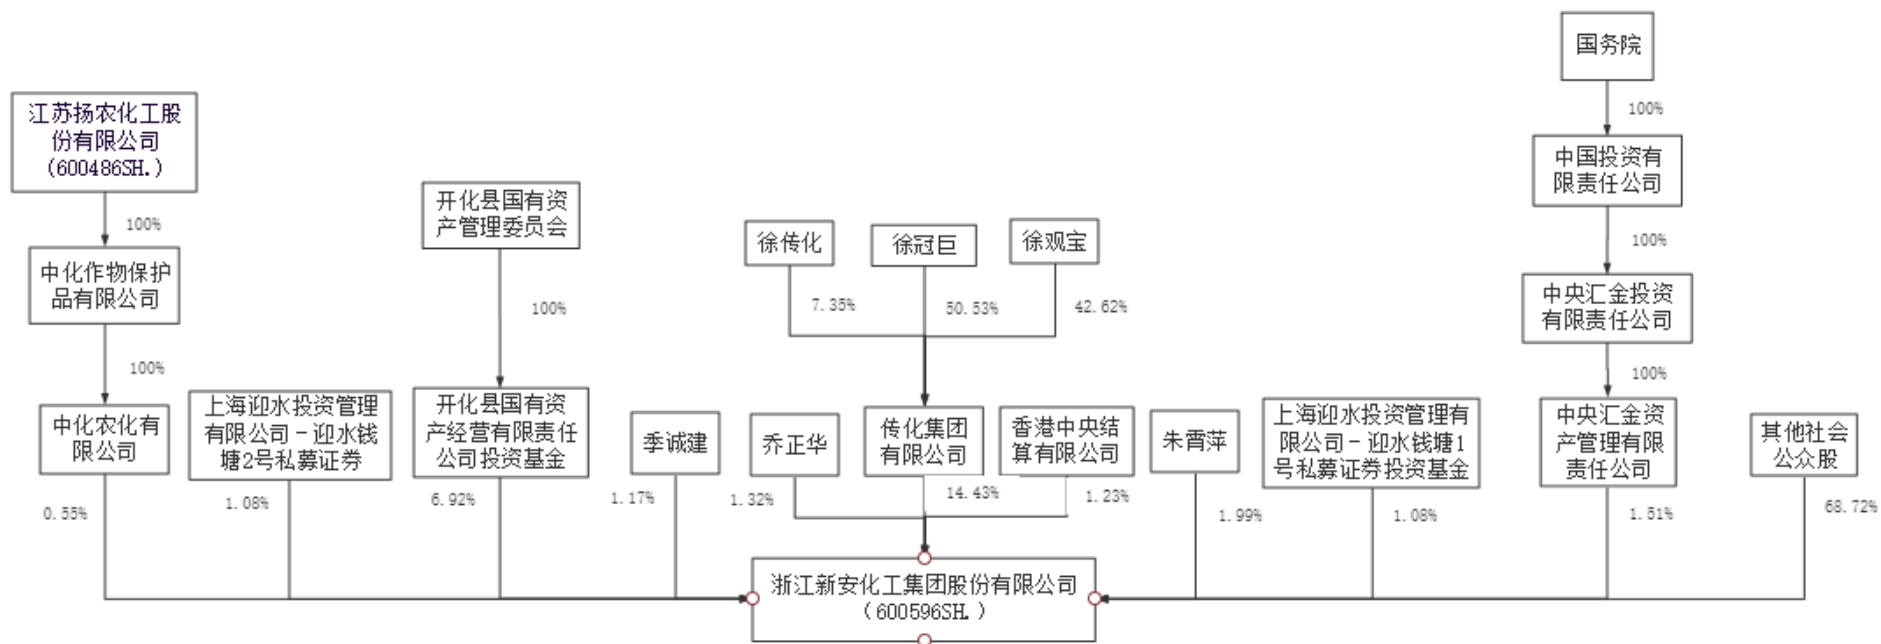 国务院
100%
江苏扬农化工股
份有限公司
(600486SH.)
100%
中国投资有
限责任公司
100%
开化县国有资
产管理委员会
100%
徐传化
7.35%
徐冠巨
50.53%
徐观宝
42.62%
中化作物保护
品有限公司
100%
中央汇金投资
有限责任公司
100%
中化农化有
限公司
0.55%
上海迎水投资管理
有限公司－迎水钱
塘2号私募证券
1.08%
开化县国有资
产经营有限责任
公司投资基金
6.92%
季诚建
1.17%
乔正华
1.32%
传化集团
有限公司
14.43%
香港中央结
算有限公司
1.23%
朱霄萍
1.99%
上海迎水投资管理有
限公司－迎水钱塘1
号私募证券投资基金
1.08%
中央汇金资
产管理有限
责任公司
1.51%
其他社会
公众股
68.72%
浙江新安化工集团股份有限公司
(600596SH.)